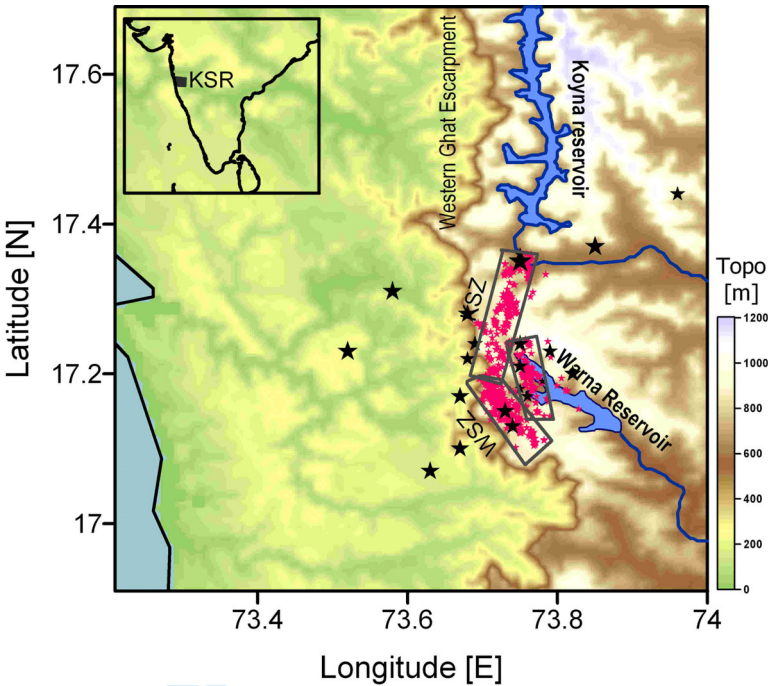 KSR
Western Ghat Escarpment
Koyna reservoir
KSZ
Warna Reservoir
WSZ
Latitude [N]
17.6
17.4
17.2
17
73.4
73.6
73.8
74
Longitude [E]
Topo
[m]
1200
1000
800
600
400
200
0